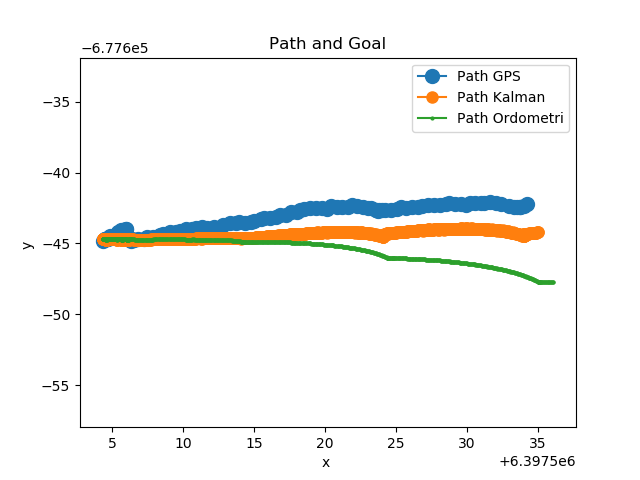 Path and Goal
−6.776e5
Path GPS
Path Kalman
Path Ordometri
−35
−40
−45
−50
−55
y
5 10 15 20 25 30 35
x
+6.3975e6